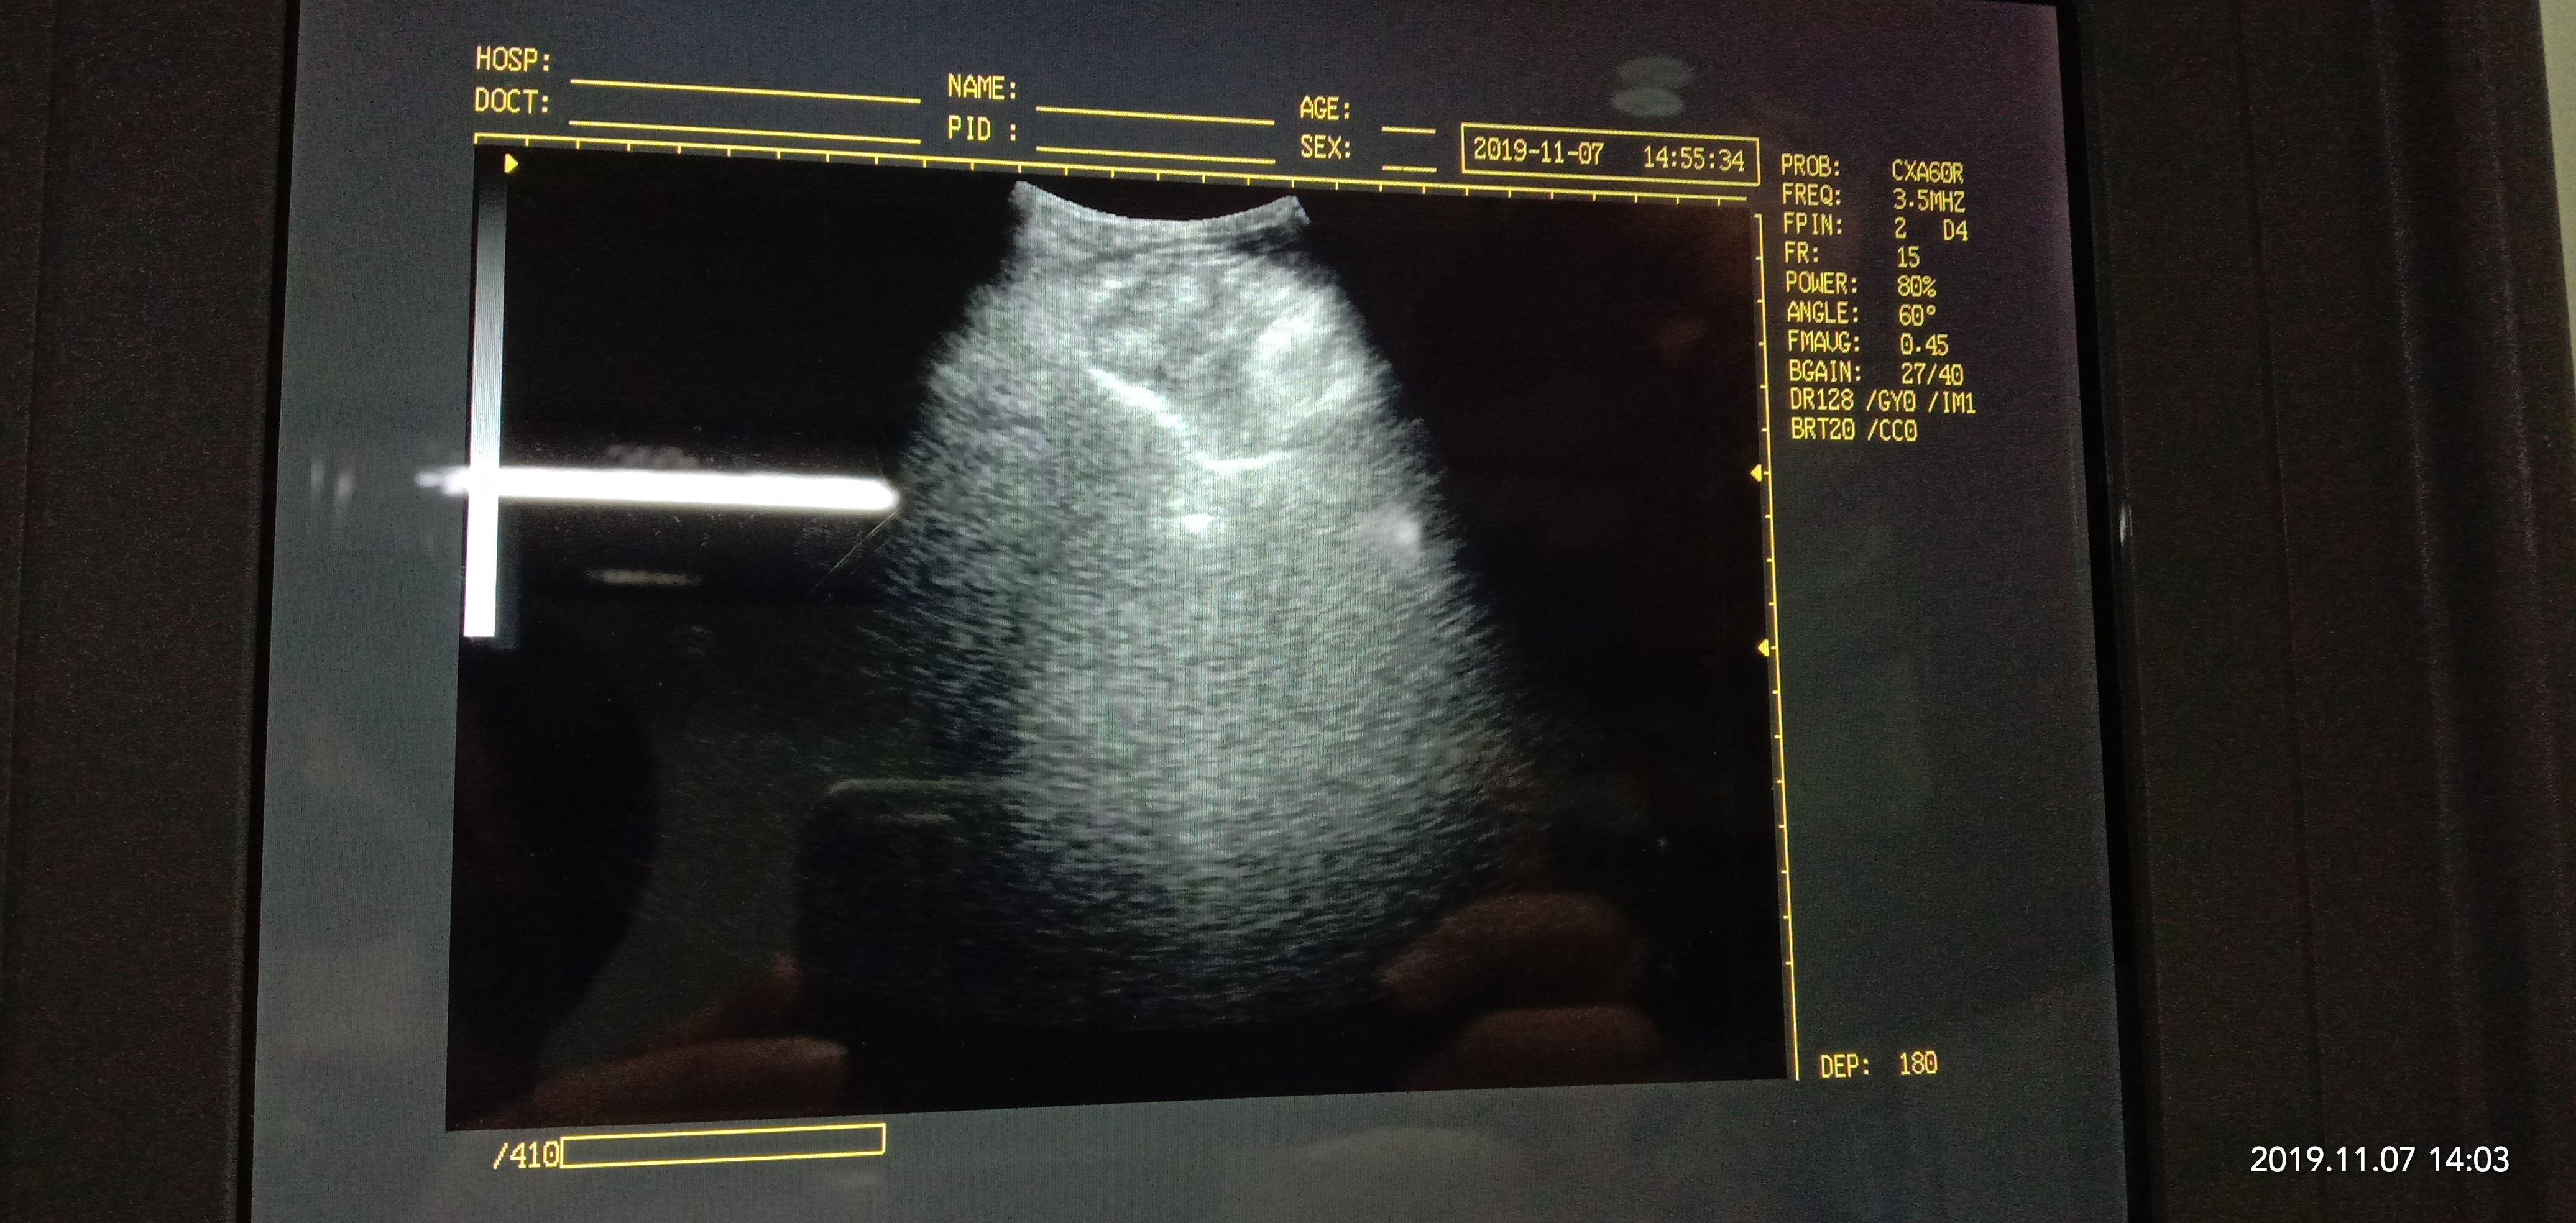 HOSP:
DOCT:
NAME:
PID :
AGE:
SEX:
2019-11-07 14:55:34
PROB: CXA60R
FREQ: 3.5MHZ
FPIN: 2 D4
FR: 15
POWER: 80%
ANGLE: 60°
FMAVG: 0.45
BGAIN: 27/40
DR128 /GY0 /IM1
BRT20 /CC0
DEP: 180
/410
2019.11.07 14:03